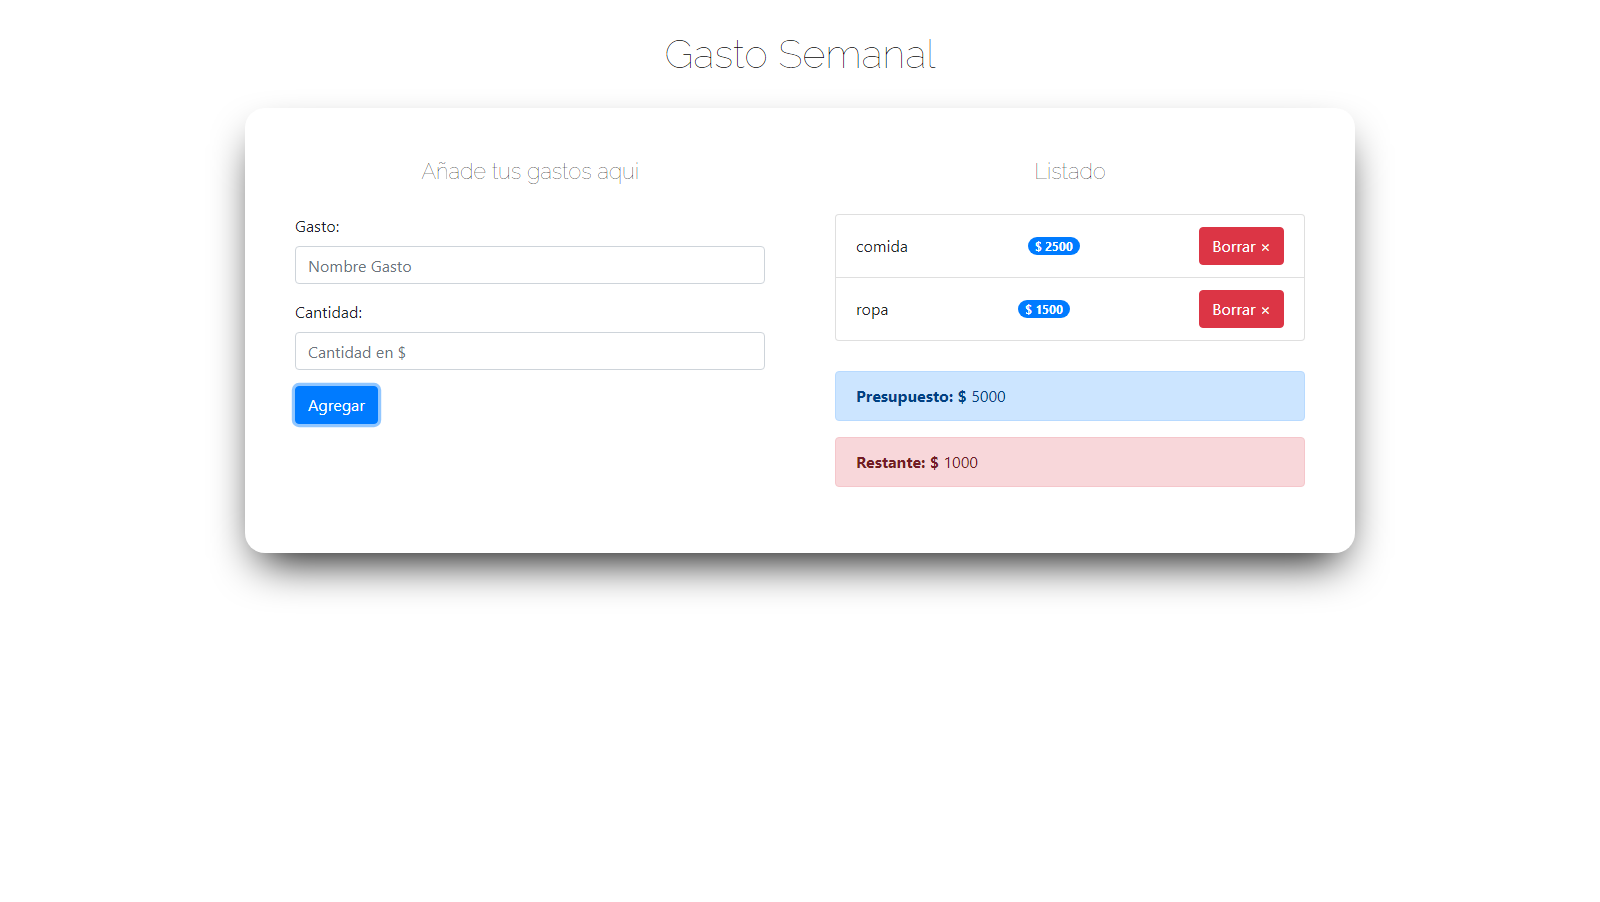 Gasto Semanal
Añade tus gastos aqui
Gasto:
Nombre Gasto
Cantidad:
Cantidad en $
Agregar
Listado
comida $ 2500 Borrar ×
ropa $ 1500 Borrar ×
Presupuesto: $ 5000
Restante: $ 1000